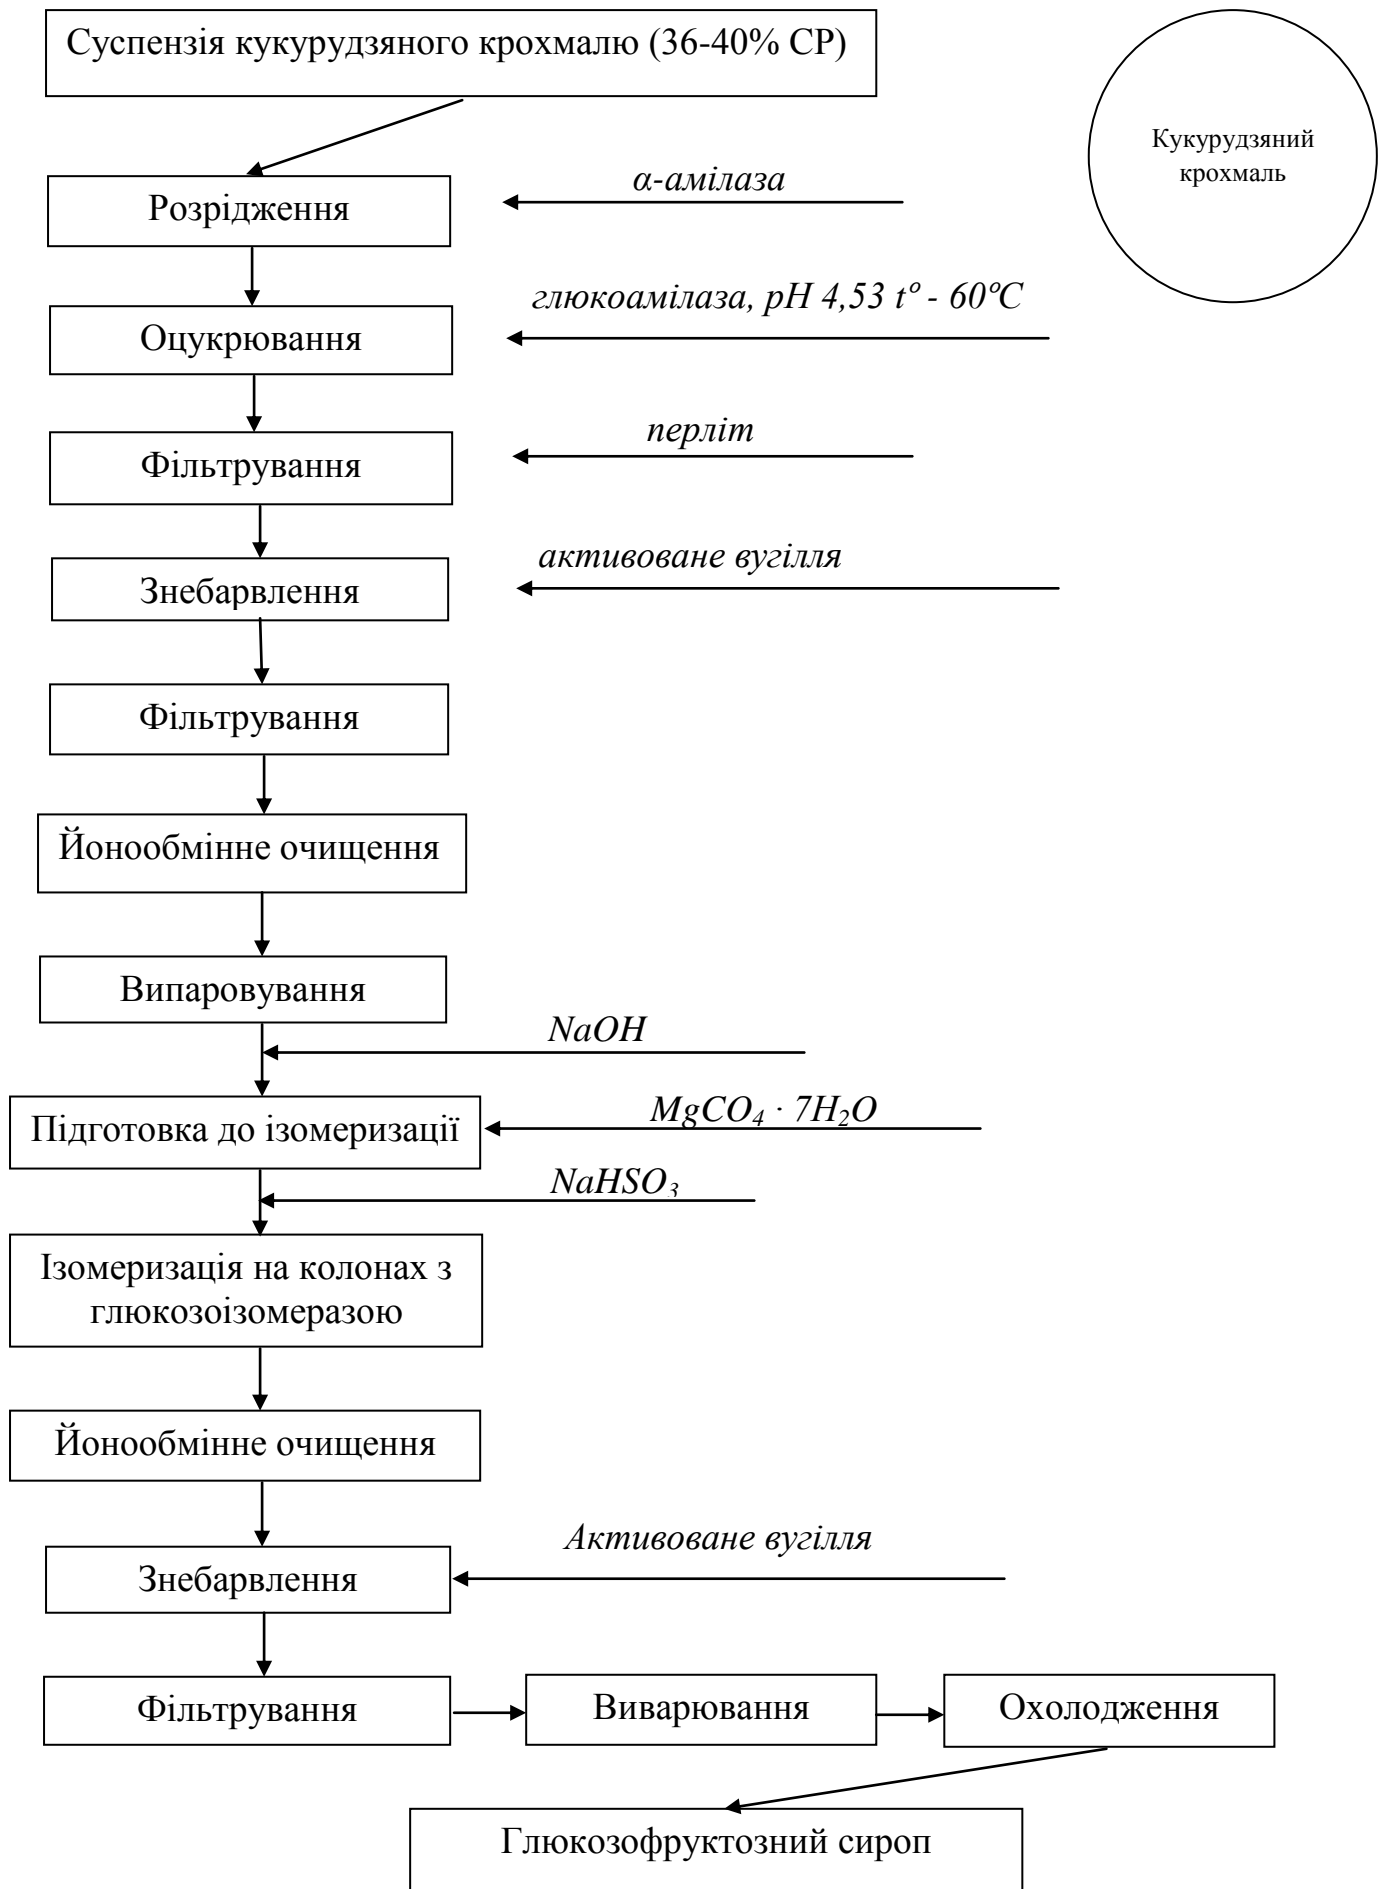 Суспензія кукурудзяного крохмалю (36-40% СР)
Кукурудзяний
крохмаль
α-амілаза
Розрідження
глюкоамілаза, pH 4,53 tº - 60ºC
Оцукрювання
перліт
Фільтрування
активоване вугілля
Знебарвлення
Фільтрування
Йонообмінне очищення
Випаровування
NaOH
MgCO₄ · 7H₂O
Підготовка до ізомеризації
NaHSO₃
Ізомеризація на колонах з
глюкозоізомеразою
Йонообмінне очищення
Активоване вугілля
Знебарвлення
Фільтрування
Виварювання
Охолодження
Глюкозофруктозний сироп